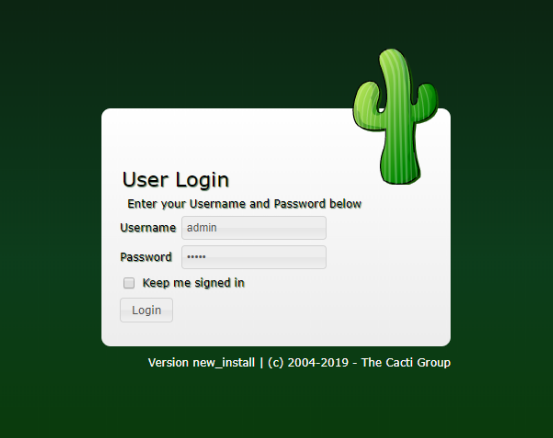 User Login
Enter your Username and Password below
Username admin
Password •••••
Keep me signed in
Login
Version new_install | (c) 2004-2019 - The Cacti Group